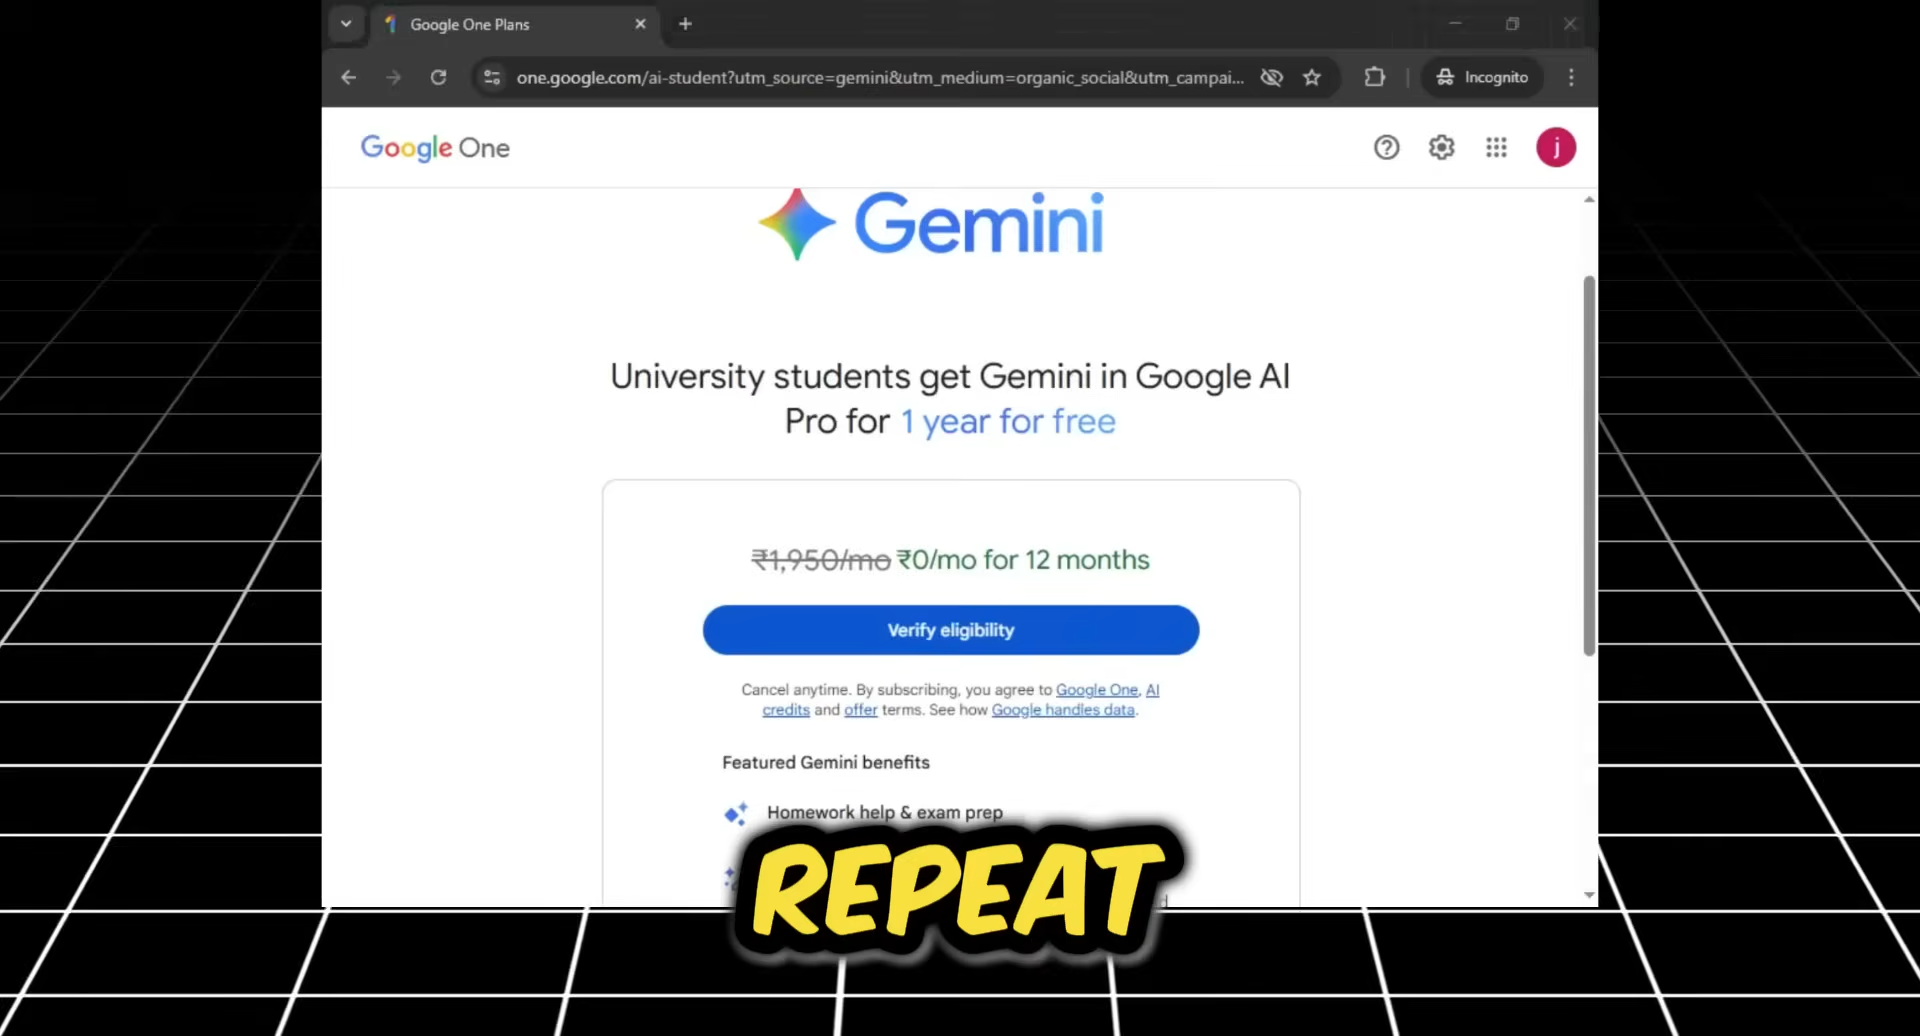 Google One Plans
one.google.com/ai-student?utm_source=gemini&utm_medium=organic_social&utm_campai...
Incognito
Google One
j
Gemini
University students get Gemini in Google AI
Pro for 1 year for free
₹1,950/mo ₹0/mo for 12 months
Verify eligibility
Cancel anytime. By subscribing, you agree to Google One, AI
credits and offer terms. See how Google handles data.
Featured Gemini benefits
Homework help & exam prep
REPEAT